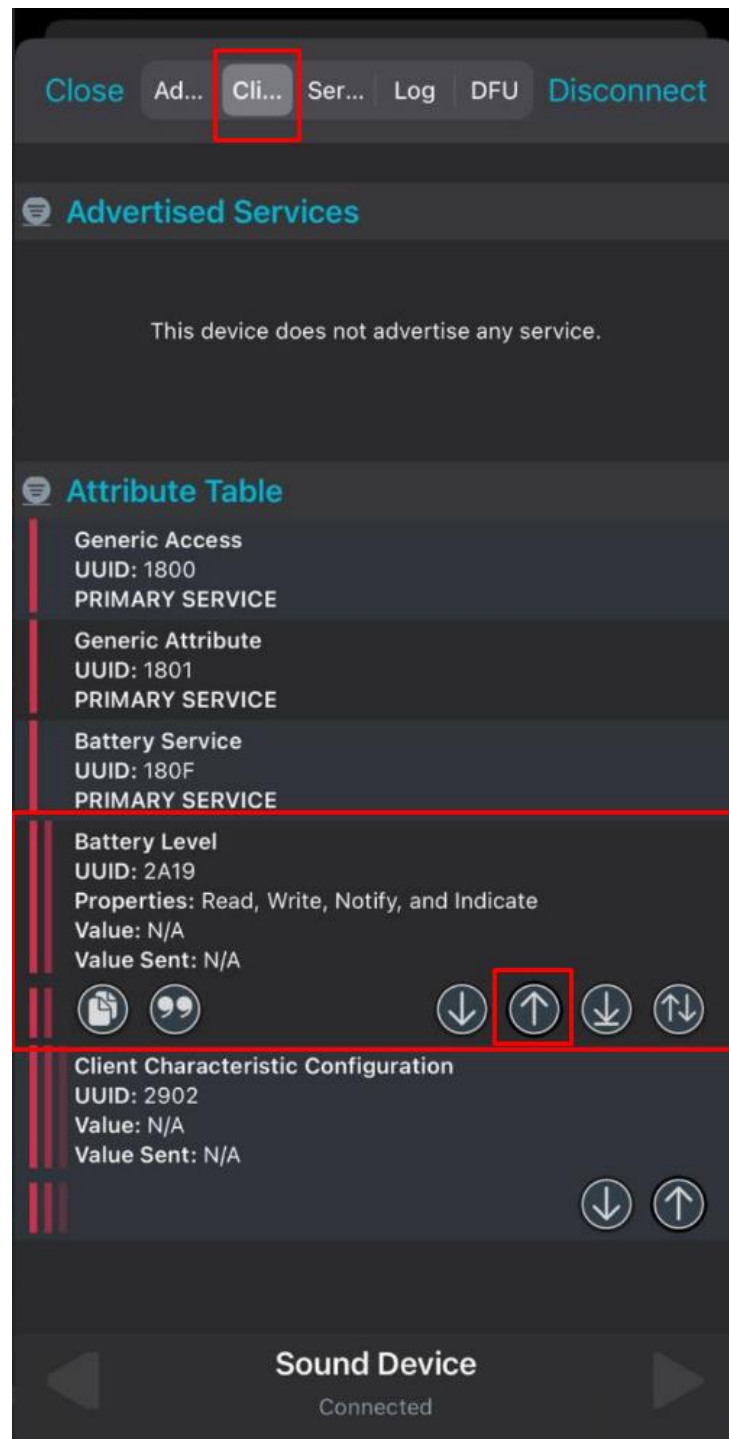 Close Ad... Cli... Ser... Log DFU Disconnect
Advertised Services
This device does not advertise any service.
Attribute Table
Generic Access
UUID: 1800
PRIMARY SERVICE
Generic Attribute
UUID: 1801
PRIMARY SERVICE
Battery Service
UUID: 180F
PRIMARY SERVICE
Battery Level
UUID: 2A19
Properties: Read, Write, Notify, and Indicate
Value: N/A
Value Sent: N/A
Client Characteristic Configuration
UUID: 2902
Value: N/A
Value Sent: N/A
Sound Device
Connected